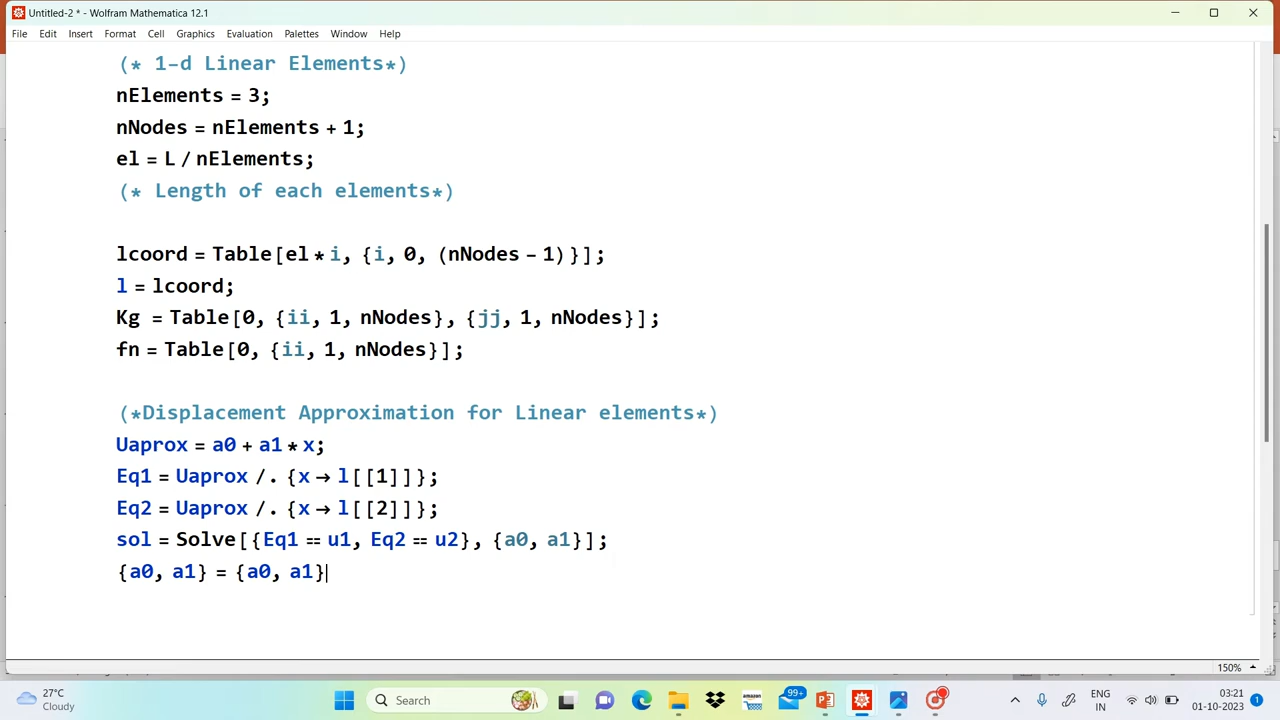 Untitled-2 * - Wolfram Mathematica 12.1
File Edit Insert Format Cell Graphics Evaluation Palettes Window Help
(* 1-d Linear Elements*)
nElements = 3;
nNodes = nElements + 1;
el = L / nElements;
(* Length of each elements*)
lcoord = Table[el * i, {i, 0, (nNodes - 1) }];
l = lcoord;
Kg = Table[0, {ii, 1, nNodes}, {jj, 1, nNodes}];
fn = Table[0, {ii, 1, nNodes}];
(*Displacement Approximation for Linear elements*)
Uaprox = a0 + a1 * x;
Eq1 = Uaprox /. {x → l[[1]]};
Eq2 = Uaprox /. {x → l[[2]]};
sol = Solve[{Eq1 == u1, Eq2 == u2}, {a0, a1}];
{a0, a1} = {a0, a1}
150%
27°C
Cloudy
Search
amazon
99+
ENG
IN
03:21
01-10-2023
1